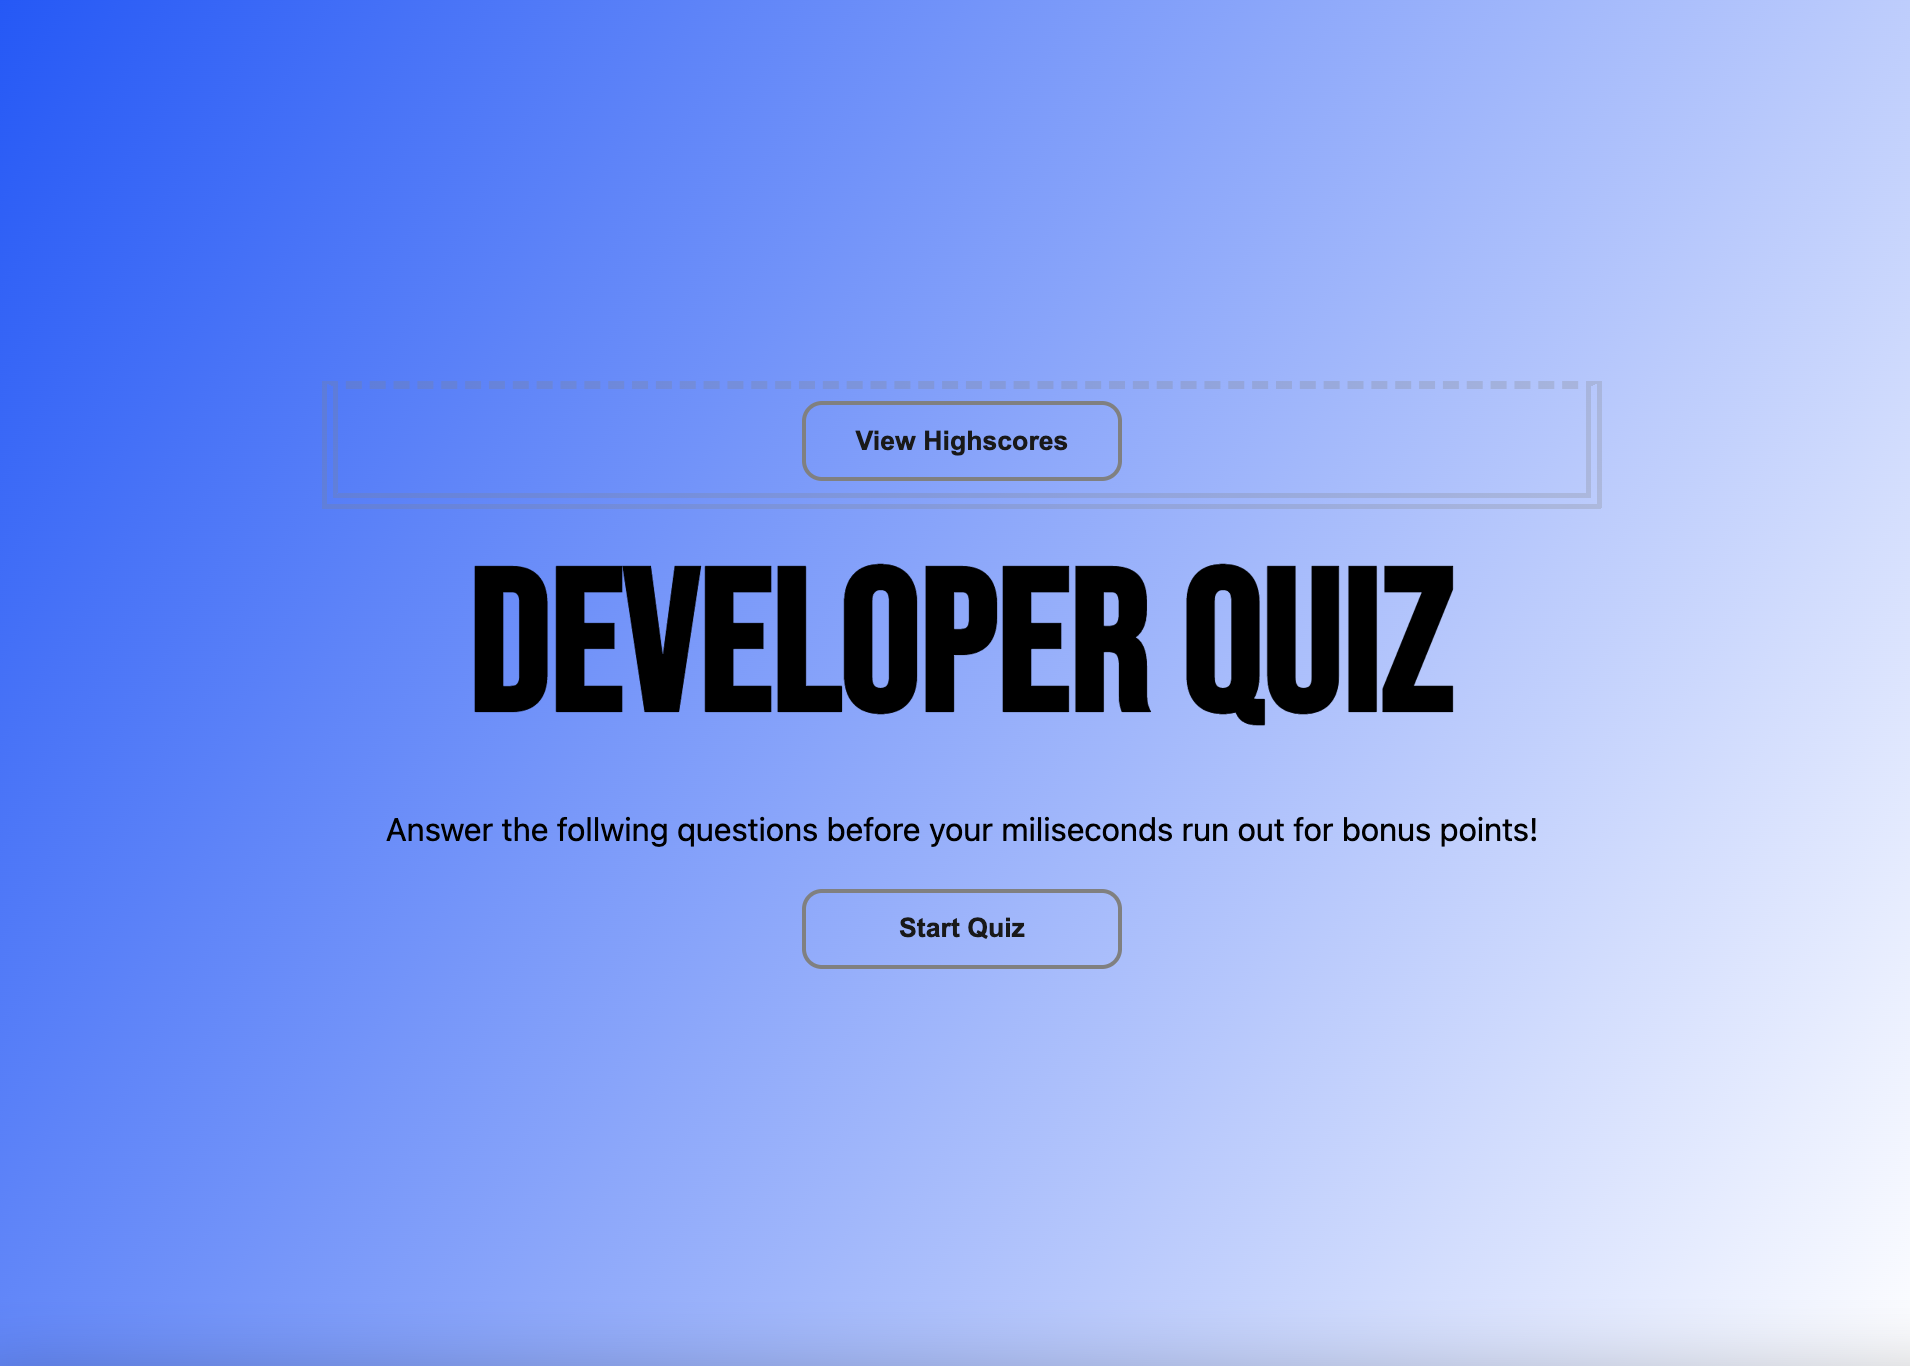 View Highscores
DEVELOPER QUIZ
Answer the follwing questions before your miliseconds run out for bonus points!
Start Quiz